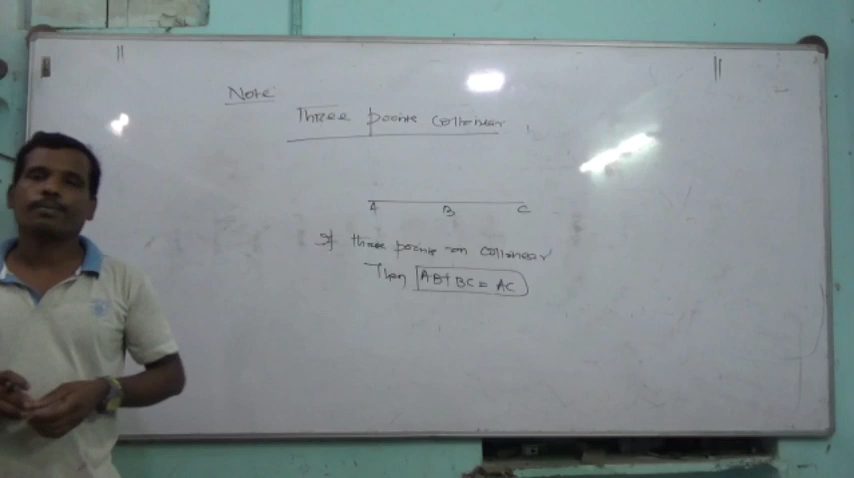 Note
Three points collinear
A B C
If three points are collinear
Then AB+BC = AC